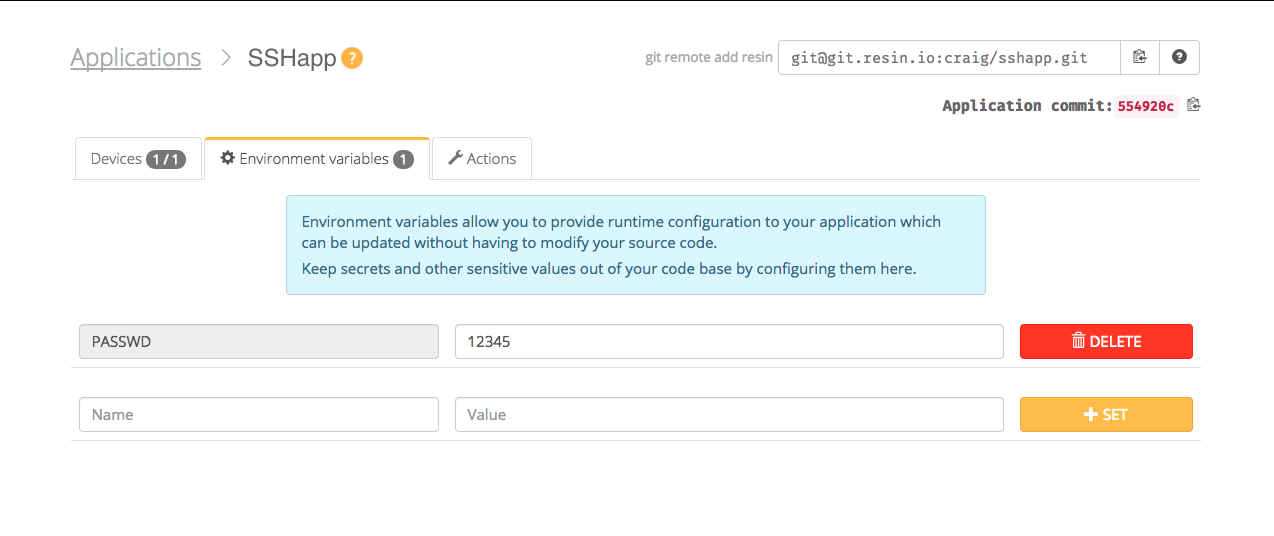 Applications > SSHapp ?
git remote add resin git@git.resin.io:craig/sshapp.git ?
Application commit: 554920c
Devices 1/1 Environment variables 1 Actions
Environment variables allow you to provide runtime configuration to your application which
can be updated without having to modify your source code.
Keep secrets and other sensitive values out of your code base by configuring them here.
PASSWD 12345 DELETE
Name Value SET